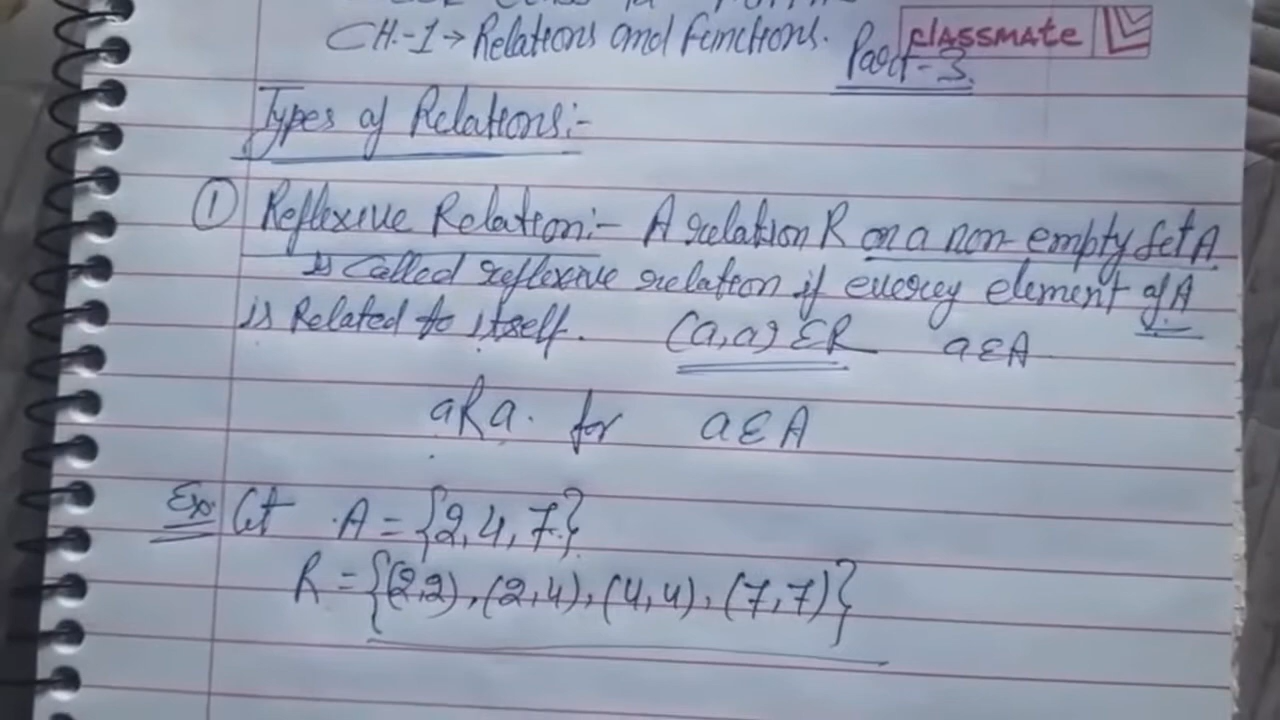 CH.-1→ Relations and functions. Part-3.
classmate
Types of Relations:-
① Reflexive Relation:- A relation R on a non-empty set A
is called reflexive relation if every element of A
is Related to itself. (a,a) ∈ R a ∈ A
aRa. for a ∈ A
Ex. Let A = {2,4,7}
R = {(2,2), (2,4), (4,4), (7,7)}